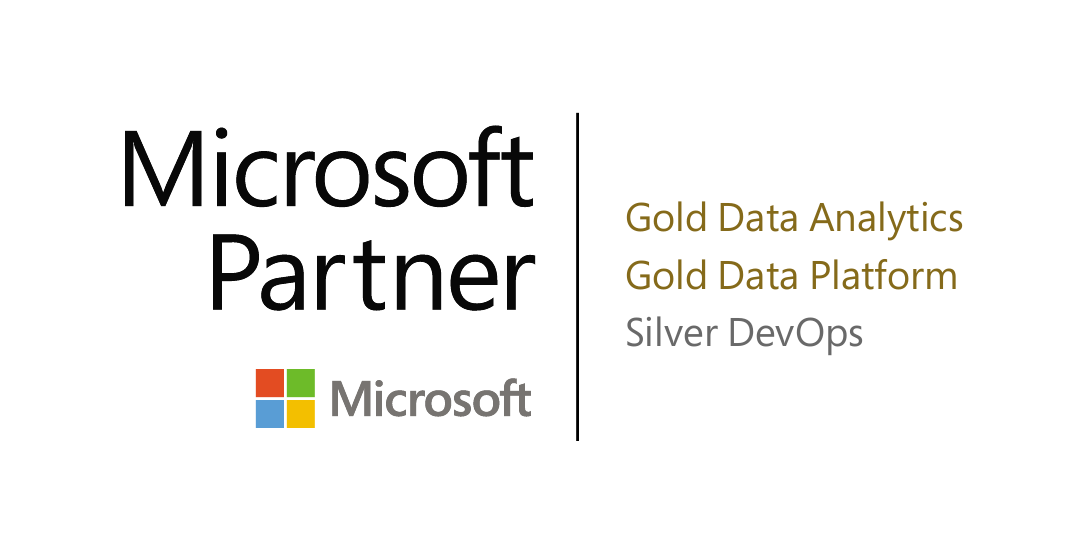 Microsoft
Partner
Microsoft
Gold Data Analytics
Gold Data Platform
Silver DevOps